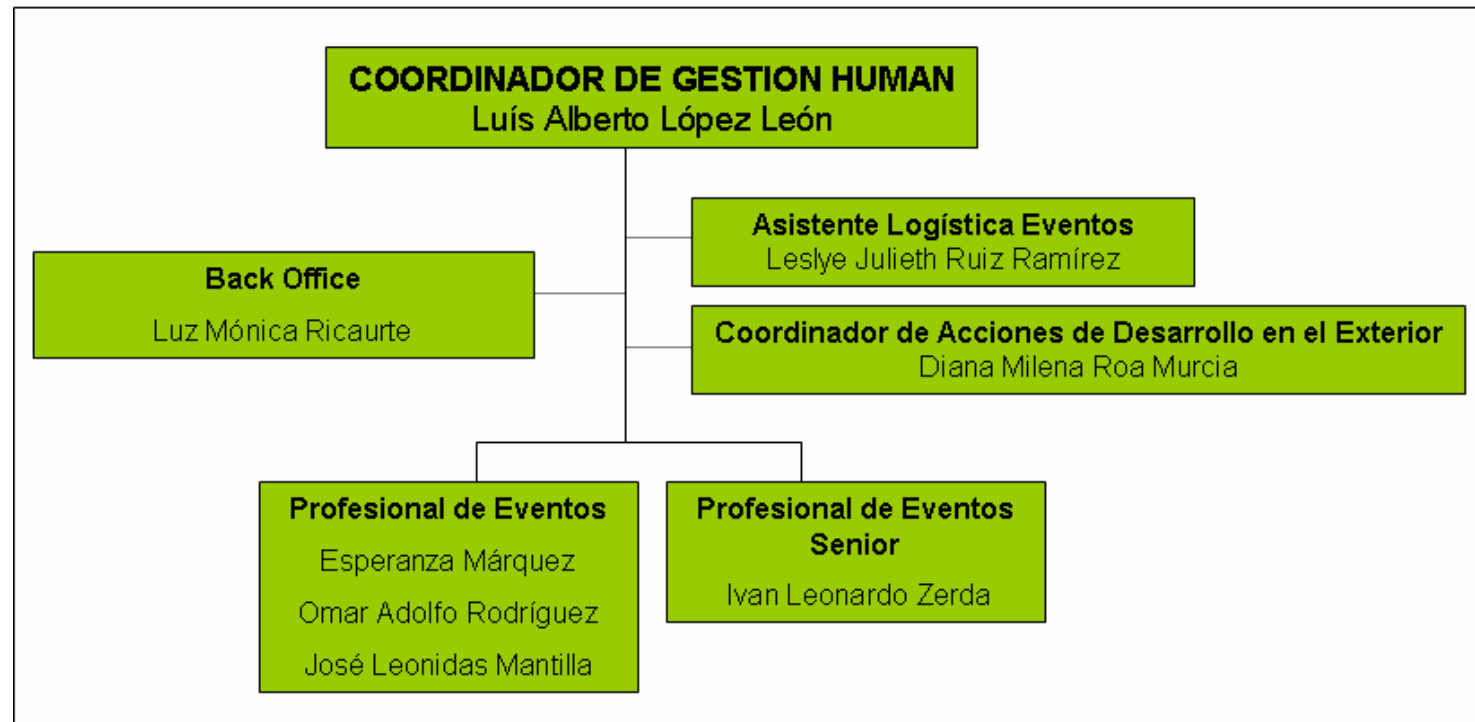 COORDINADOR DE GESTION HUMAN
Luís Alberto López León
Asistente Logística Eventos
Leslye Julieth Ruiz Ramírez
Back Office
Luz Mónica Ricaurte
Coordinador de Acciones de Desarrollo en el Exterior
Diana Milena Roa Murcia
Profesional de Eventos
Esperanza Márquez
Omar Adolfo Rodríguez
José Leonidas Mantilla
Profesional de Eventos
Senior
Ivan Leonardo Zerda